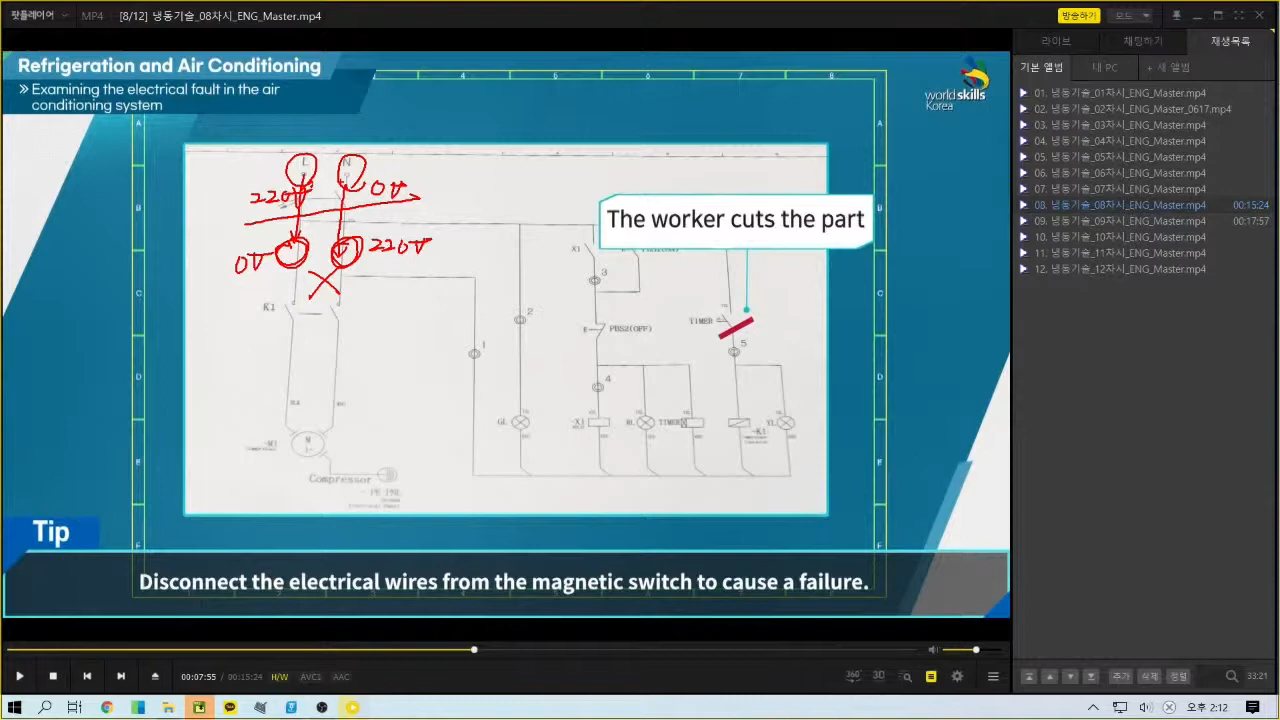 팟플레이어
MP4
[8/12] 냉동기술_08차시_ENG_Master.mp4
방송하기
모드
라이브
채팅하기
재생목록
기본 앨범
내 PC
+ 새 앨범
01. 냉동기술_01차시_ENG_Master.mp4
02. 냉동기술_02차시_ENG_Master_0617.mp4
03. 냉동기술_03차시_ENG_Master.mp4
04. 냉동기술_04차시_ENG_Master.mp4
05. 냉동기술_05차시_ENG_Master.mp4
06. 냉동기술_06차시_ENG_Master.mp4
07. 냉동기술_07차시_ENG_Master.mp4
08. 냉동기술_08차시_ENG_Master.mp4 00:15:24
09. 냉동기술_09차시_ENG_Master.mp4 00:17:57
10. 냉동기술_10차시_ENG_Master.mp4
11. 냉동기술_11차시_ENG_Master.mp4
12. 냉동기술_12차시_ENG_Master.mp4
Refrigeration and Air Conditioning
» Examining the electrical fault in the air
conditioning system
worldskills
Korea
4 5 6 7 8
A A
B B
C C
D D
E E
F F
L N
220V 0V
0V 220V
The worker cuts the part
X1
3
K1
2
PBS2(OFF)
TIMER
1
5
4
GL
-X1
RL
TIMER
-K1
YL
-M1
M
1~
Compressor
- PE PNL
Tip
Disconnect the electrical wires from the magnetic switch to cause a failure.
00:07:55 00:15:24 H/W AVC1 AAC
360°
3D
추가
삭제
정렬
33:21
오후 2:12